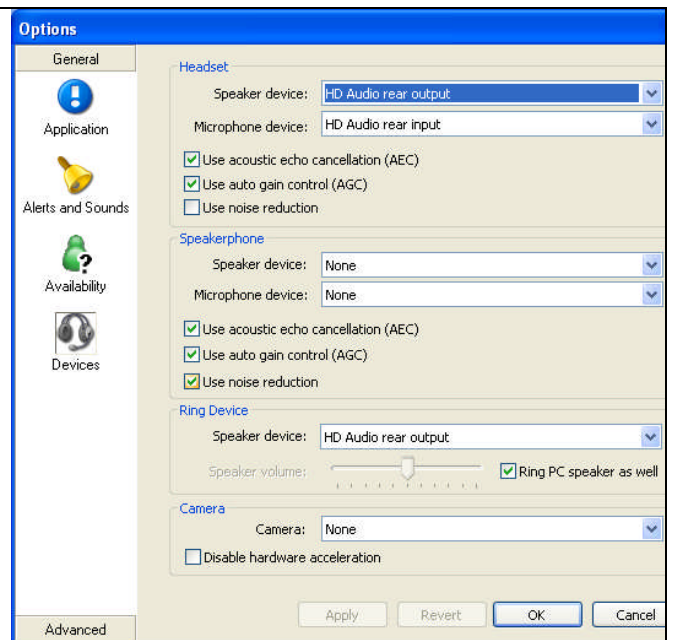 Options
General
Application
Alerts and Sounds
Availability
Devices
Advanced
Headset
Speaker device: HD Audio rear output
Microphone device: HD Audio rear input
Use acoustic echo cancellation (AEC)
Use auto gain control (AGC)
Use noise reduction
Speakerphone
Speaker device: None
Microphone device: None
Use acoustic echo cancellation (AEC)
Use auto gain control (AGC)
Use noise reduction
Ring Device
Speaker device: HD Audio rear output
Speaker volume: Ring PC speaker as well
Camera
Camera: None
Disable hardware acceleration
Apply Revert OK Cancel